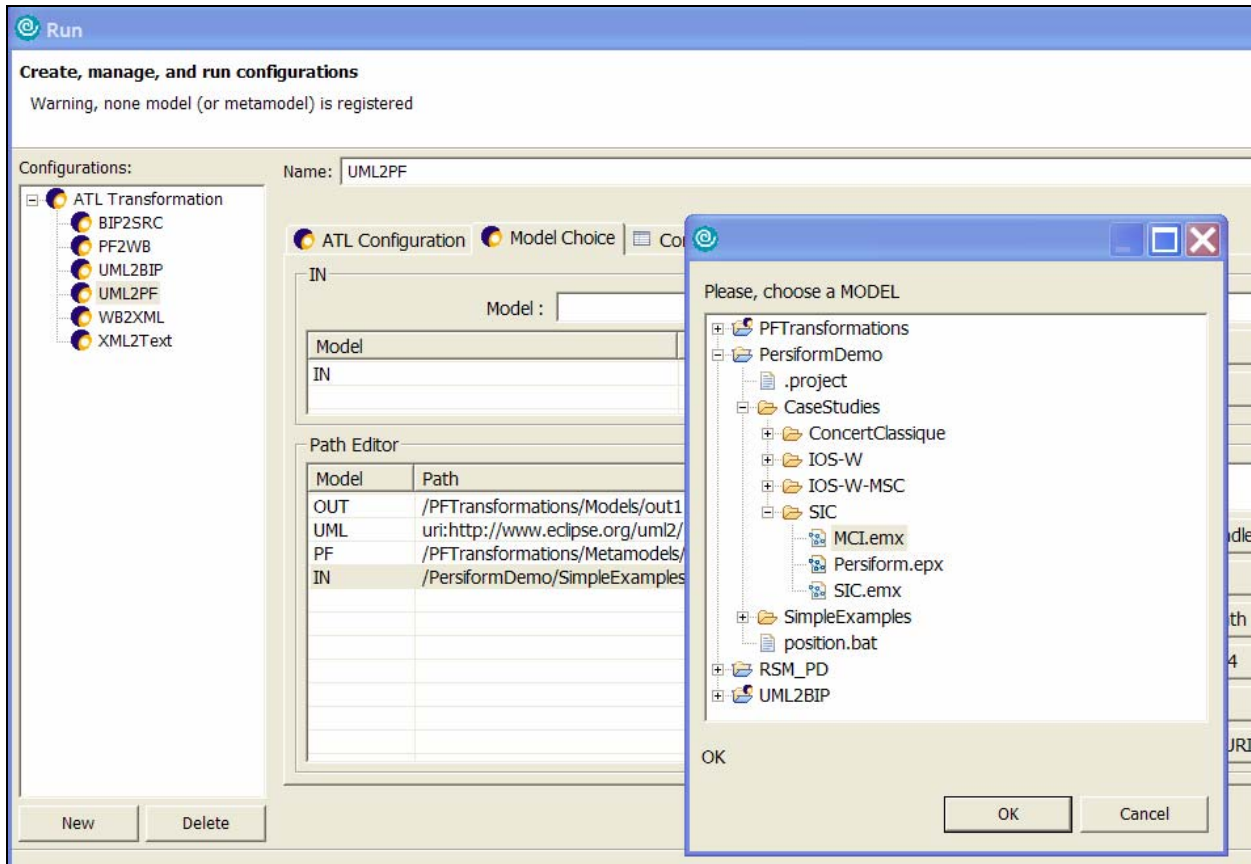 Run
Create, manage, and run configurations
Warning, none model (or metamodel) is registered
Configurations:
ATL Transformation
BIP2SRC
PF2WB
UML2BIP
UML2PF
WB2XML
XML2Text
New Delete
Name: UML2PF
ATL Configuration Model Choice Co
IN
Model :
Model
IN
Path Editor
Model Path
OUT /PFTransformations/Models/out1
UML uri:http://www.eclipse.org/uml2/
PF /PFTransformations/Metamodels/
IN /PersiformDemo/SimpleExamples
Please, choose a MODEL
PFTransformations
PersiformDemo
.project
CaseStudies
ConcertClassique
IOS-W
IOS-W-MSC
SIC
MCI.emx
Persiform.epx
SIC.emx
SimpleExamples
position.bat
RSM_PD
UML2BIP
OK
OK Cancel
dle
th
4
URI